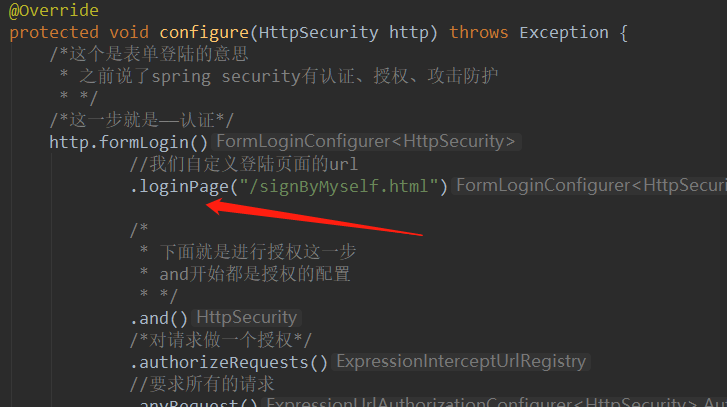 @Override
protected void configure(HttpSecurity http) throws Exception {
/*这个是表单登陆的意思
* 之前说了spring security有认证、授权、攻击防护
* */
/*这一步就是——认证*/
http.formLogin() FormLoginConfigurer<HttpSecurity>
//我们自定义登陆页面的url
.loginPage("/signByMyself.html") FormLoginConfigurer<HttpSecuri
/*
* 下面就是进行授权这一步
* and开始都是授权的配置
* */
.and() HttpSecurity
/*对请求做一个授权*/
.authorizeRequests() ExpressionInterceptUrlRegistry
//要求所有的请求
.anyRequest() ExpressionUrlAuthorizationConfigurer<HttpSecurity>.Au